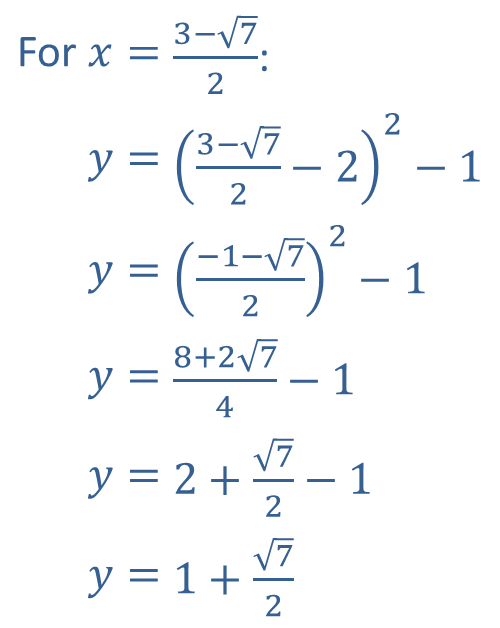 For x = (3−√7)/2:
y = ((3−√7)/2 − 2)² − 1
y = ((−1−√7)/2)² − 1
y = (8+2√7)/4 − 1
y = 2 + √7/2 − 1
y = 1 + √7/2